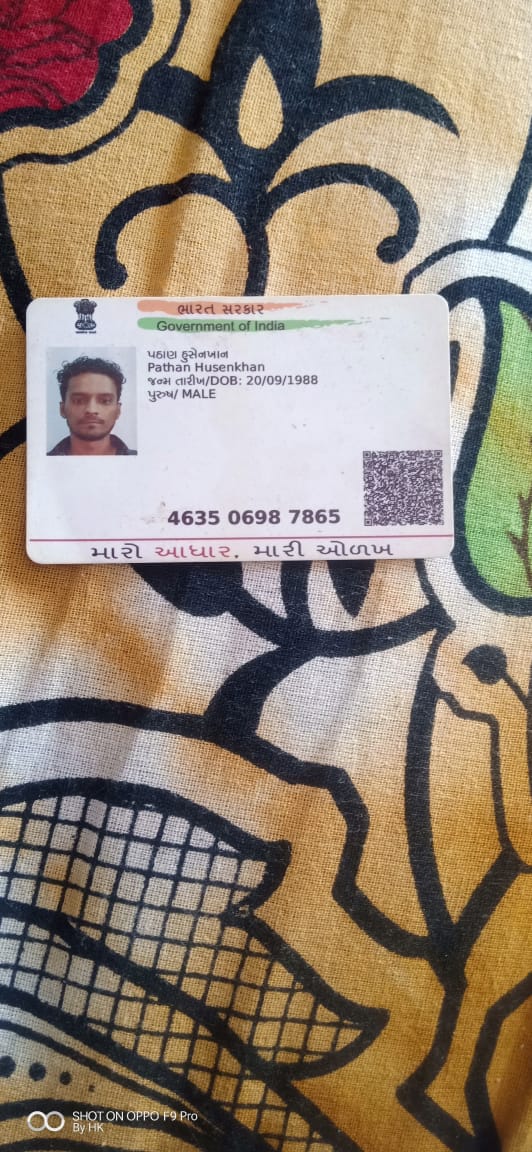 ભારત સરકાર
Government of India
પઠાણ હુસેનખાન
Pathan Husenkhan
જન્મ તારીખ/DOB: 20/09/1988
પુરુષ/ MALE
4635 0698 7865
મારો આધાર, મારી ઓળખ
SHOT ON OPPO F9 Pro
By HK